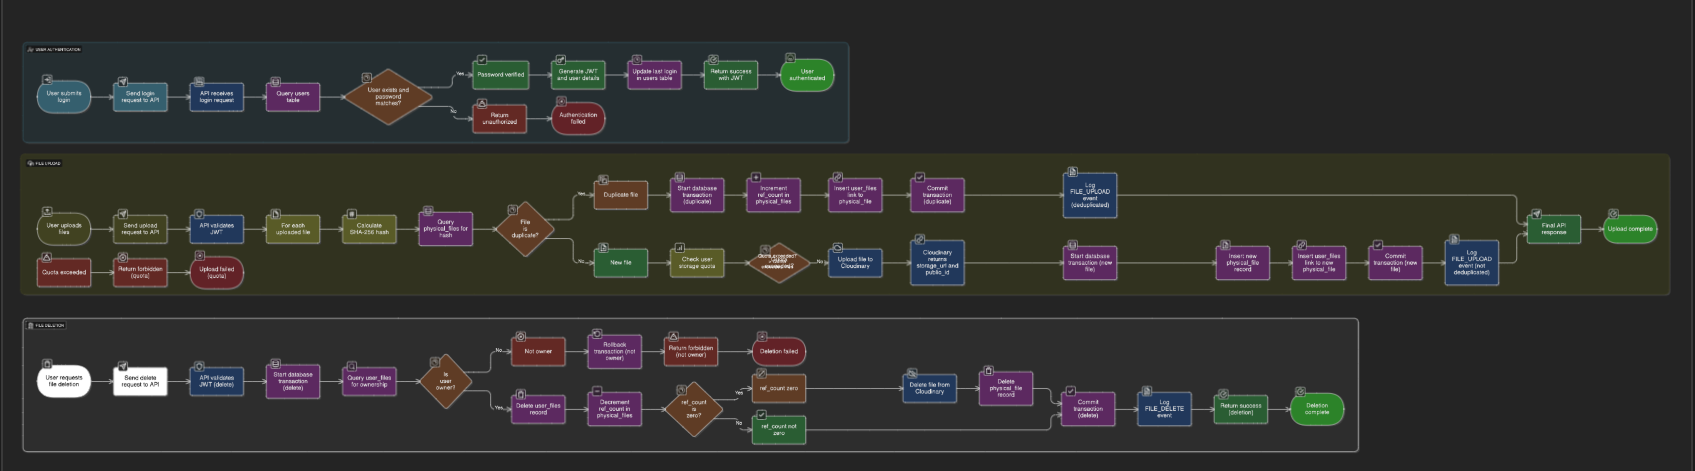 USER AUTHENTICATION
User submits
login
Send login
request to API
API receives
login request
Query users
table
User exists and
password
matches?
Yes
Password verified
Generate JWT
and user details
Update last login
in users table
Return success
with JWT
User
authenticated
No
Return
unauthorized
Authentication
failed
FILE UPLOAD
User uploads
files
Send upload
request to API
API validates
JWT
For each
uploaded file
Calculate
SHA-256 hash
Query
physical_files for
hash
File
is
duplicate?
Yes
Duplicate file
Start database
transaction
(duplicate)
Increment
ref_count in
physical_files
Insert user_files
link to
physical_file
Commit
transaction
(duplicate)
Log
FILE_UPLOAD
event
(deduplicated)
Final API
response
Upload complete
No
New file
Check user
storage quota
No
Upload file to
Cloudinary
Cloudinary
returns
storage_url and
public_id
Start database
transaction (new
file)
Insert new
physical_file
record
Insert user_files
link to new
physical_file
Commit
transaction (new
file)
Log
FILE_UPLOAD
event (not
deduplicated)
Quota exceeded
Return forbidden
(quota)
Upload failed
FILE DELETION
User requests
file deletion
Send delete
request to API
API validates
JWT (delete)
Start database
transaction
(delete)
Query user_files
for ownership
Is
user
owner?
No
Not owner
Rollback
transaction (not
owner)
Return forbidden
(not owner)
Deletion failed
Yes
Delete user_files
record
Decrement
ref_count in
physical_files
ref_count
is
zero?
Yes
ref_count zero
Delete file from
Cloudinary
Delete
physical_file
record
No
ref_count not
zero
Commit
transaction
(delete)
Log
FILE_DELETE
event
Return success
(deletion)
Deletion
complete